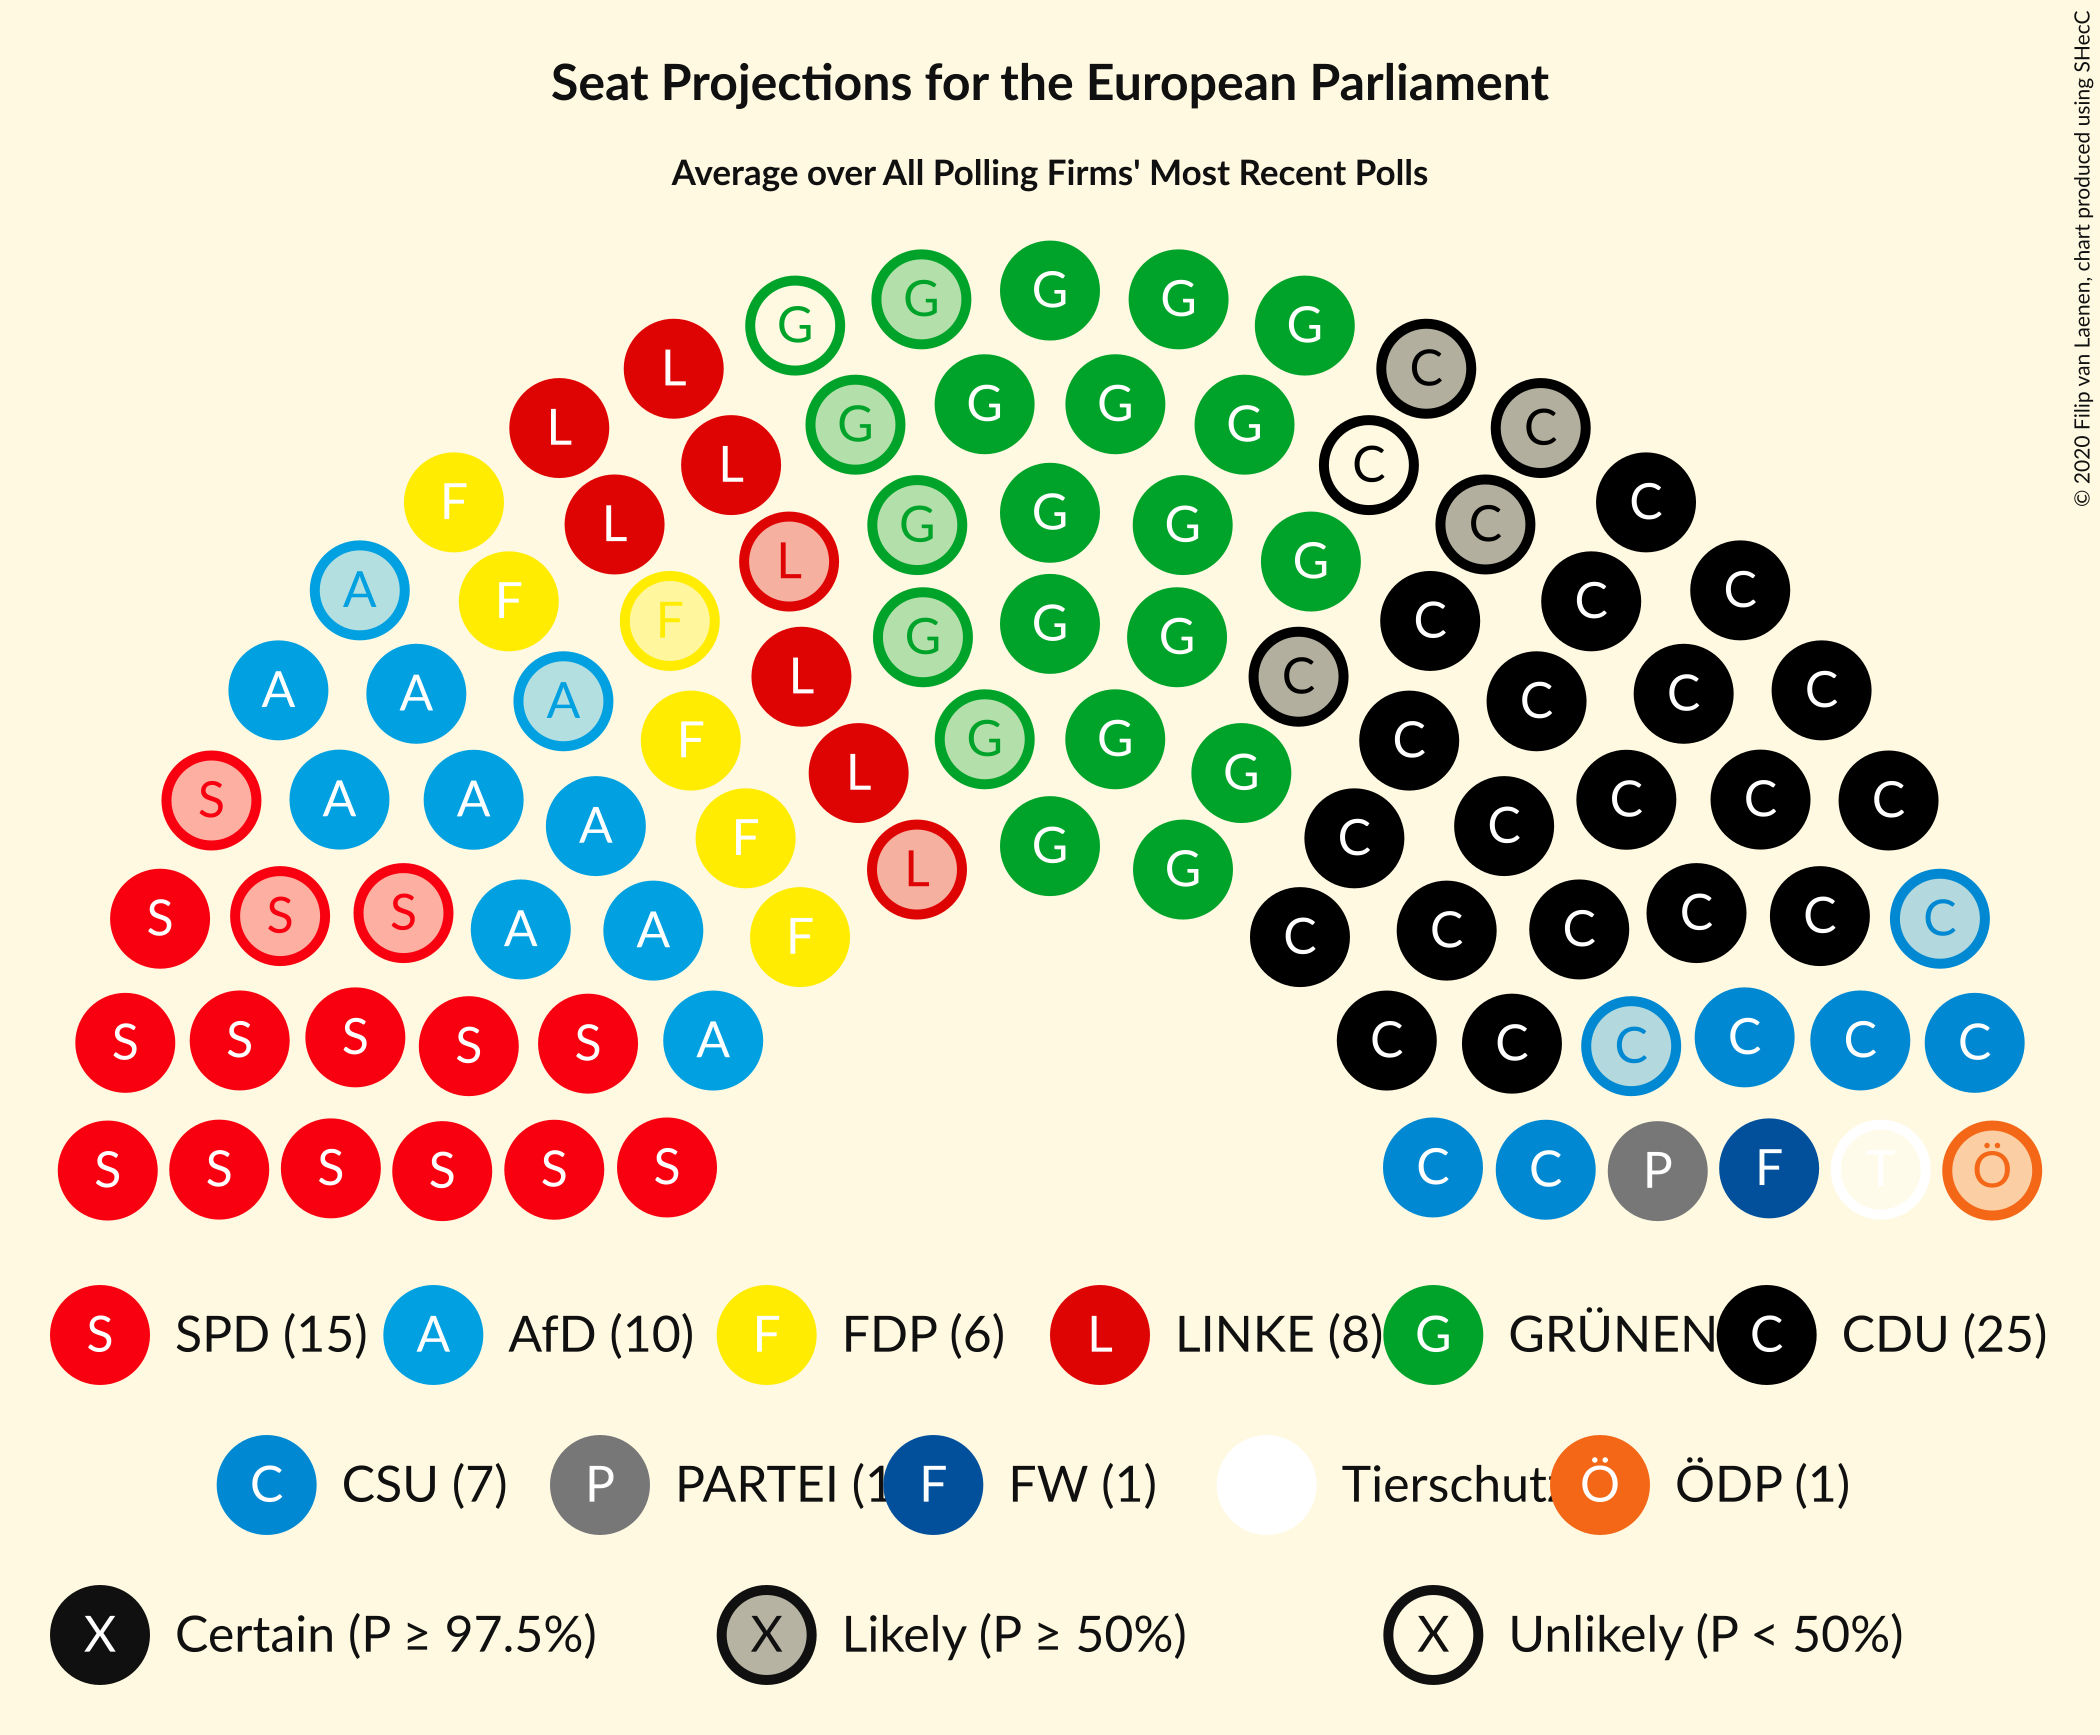 Seat Projections for the European Parliament
Average over All Polling Firms' Most Recent Polls
© 2020 Filip van Laenen, chart produced using SHecC
G G G G G
L C
G G G G
L C
L C C
F G G G C
L C
L G
A F C C
F G G G C
L C
A A A F G G G C C C C
L C
S A A A F G G C C C C C
L
S S S A A F C C C C C C
S S S S S A C C C C C C
S S S S S S C C P F T Ö
S SPD (15) A AfD (10) F FDP (6) L LINKE (8) G GRÜNEN C CDU (25)
C CSU (7) P PARTEI (1 F FW (1) Tierschutz Ö ÖDP (1)
X Certain (P ≥ 97.5%) X Likely (P ≥ 50%) X Unlikely (P < 50%)